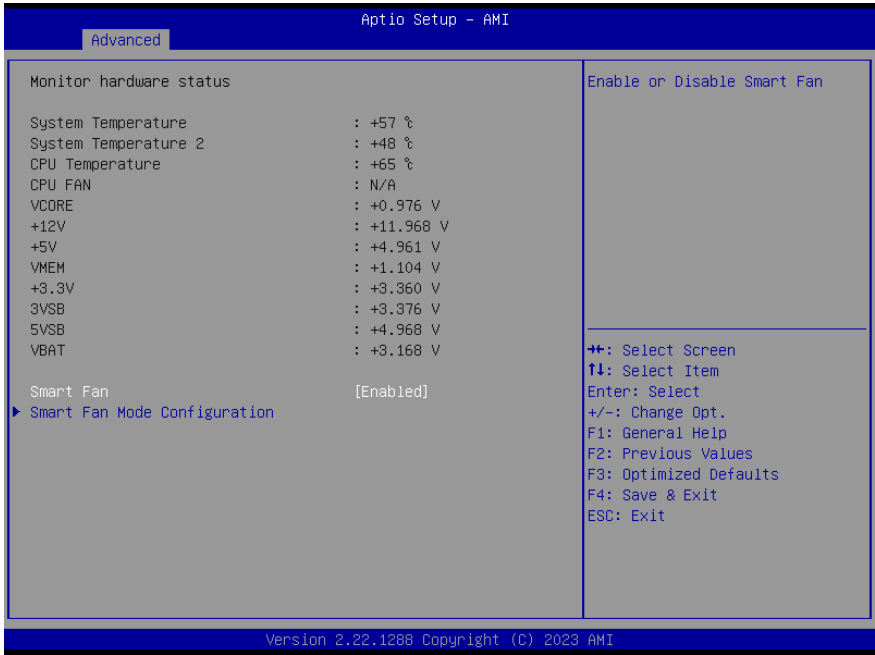 Aptio Setup – AMI
Advanced
Monitor hardware status
System Temperature : +57 ℃
System Temperature 2 : +48 ℃
CPU Temperature : +65 ℃
CPU FAN : N/A
VCORE : +0.976 V
+12V : +11.968 V
+5V : +4.961 V
VMEM : +1.104 V
+3.3V : +3.360 V
3VSB : +3.376 V
5VSB : +4.968 V
VBAT : +3.168 V
Smart Fan [Enabled]
Smart Fan Mode Configuration
Enable or Disable Smart Fan
→←: Select Screen
↑↓: Select Item
Enter: Select
+/-: Change Opt.
F1: General Help
F2: Previous Values
F3: Optimized Defaults
F4: Save & Exit
ESC: Exit
Version 2.22.1288 Copyright (C) 2023 AMI